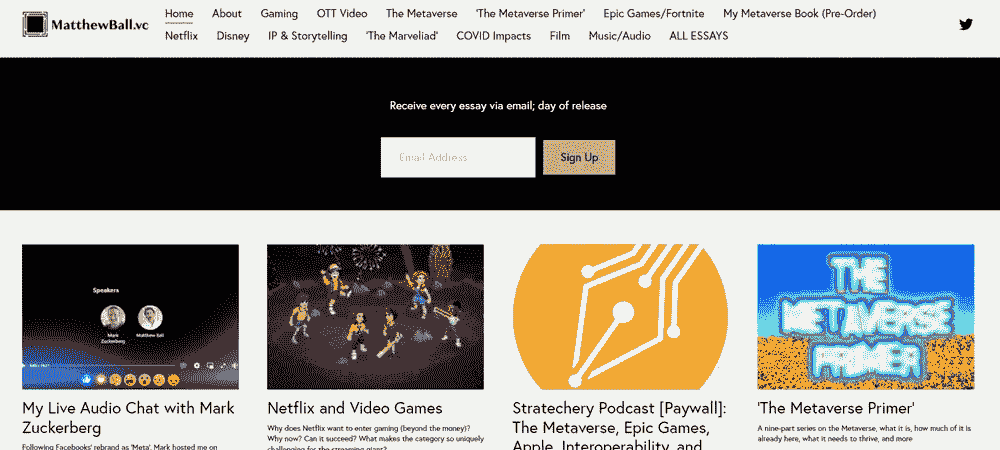 MatthewBall.vc
Home About Gaming OTT Video The Metaverse 'The Metaverse Primer' Epic Games/Fortnite My Metaverse Book (Pre-Order)
Netflix Disney IP & Storytelling 'The Marveliad' COVID Impacts Film Music/Audio ALL ESSAYS
Receive every essay via email; day of release
Email Address Sign Up
Speakers
Mark Zuckerberg
Matthew Ball
THE
METAVERSE
PRIMER
My Live Audio Chat with Mark
Zuckerberg
Following Facebooks' rebrand as 'Meta', Mark hosted me on
Netflix and Video Games
Why does Netflix want to enter gaming (beyond the money)?
Why now? Can it succeed? What makes the category so uniquely
challenging for the streaming giant?
Stratechery Podcast [Paywall]:
The Metaverse, Epic Games,
Apple, Interoperability, and
'The Metaverse Primer'
A nine-part series on the Metaverse, what it is, how much of it is
already here, what it needs to thrive, and more